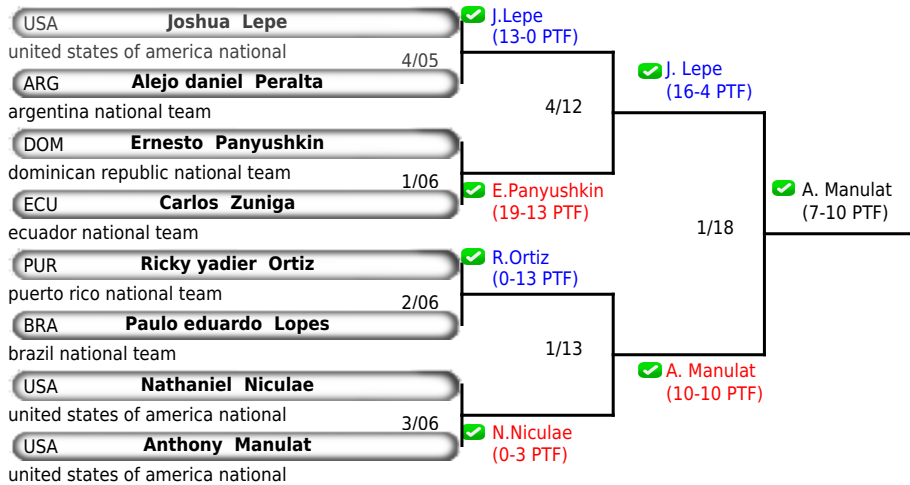 USA Joshua Lepe
united states of america national
4/05
ARG Alejo daniel Peralta
argentina national team
DOM Ernesto Panyushkin
dominican republic national team
1/06
ECU Carlos Zuniga
ecuador national team
PUR Ricky yadier Ortiz
puerto rico national team
2/06
BRA Paulo eduardo Lopes
brazil national team
USA Nathaniel Niculae
united states of america national
3/06
USA Anthony Manulat
united states of america national
J.Lepe
(13-0 PTF)
4/12
E.Panyushkin
(19-13 PTF)
R.Ortiz
(0-13 PTF)
1/13
N.Niculae
(0-3 PTF)
J. Lepe
(16-4 PTF)
1/18
A. Manulat
(10-10 PTF)
A. Manulat
(7-10 PTF)